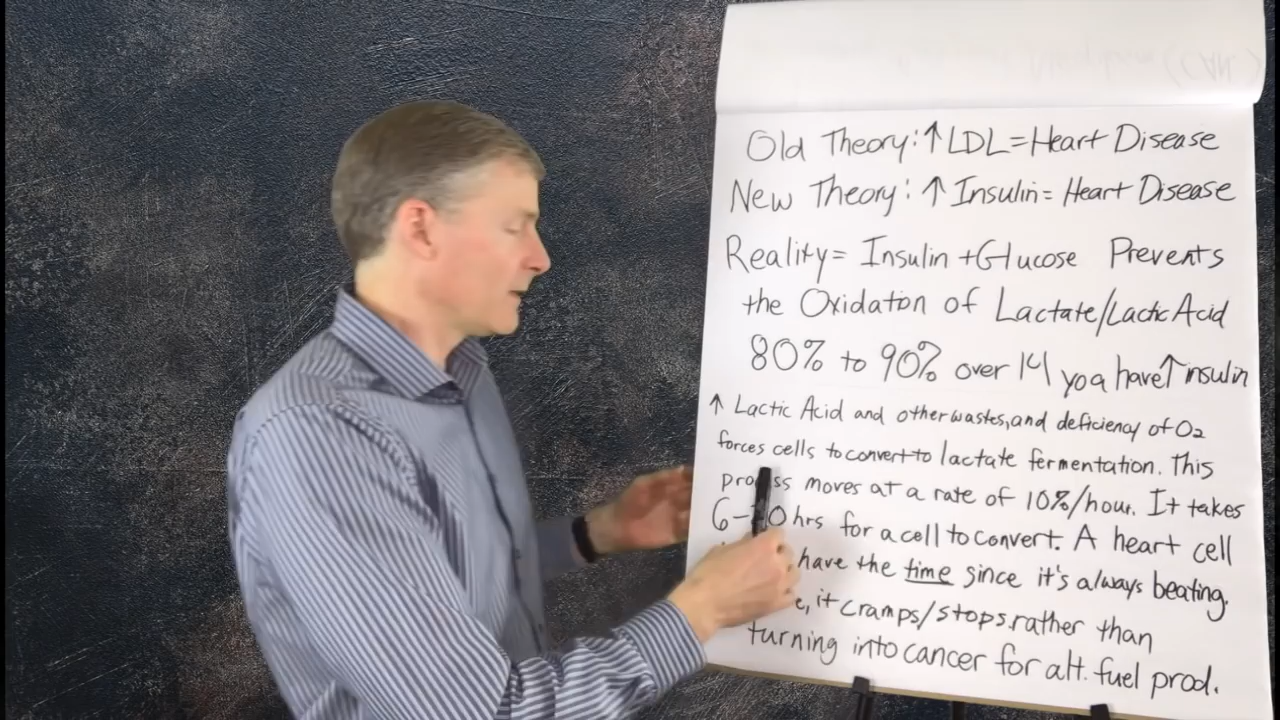 Old Theory: ↑ LDL = Heart Disease
New Theory: ↑ Insulin = Heart Disease
Reality = Insulin + Glucose Prevents
the Oxidation of Lactate/Lactic Acid
80% to 90% over 14 yoa have ↑ insulin
↑ Lactic Acid and other wastes, and deficiency of O2
forces cells to convert to lactate fermentation. This
moves at a rate of 10%/hour. It takes
hrs for a cell to convert. A heart cell
have the time since it's always beating.
it cramps/stops rather than
turning into cancer for alt. fuel prod.